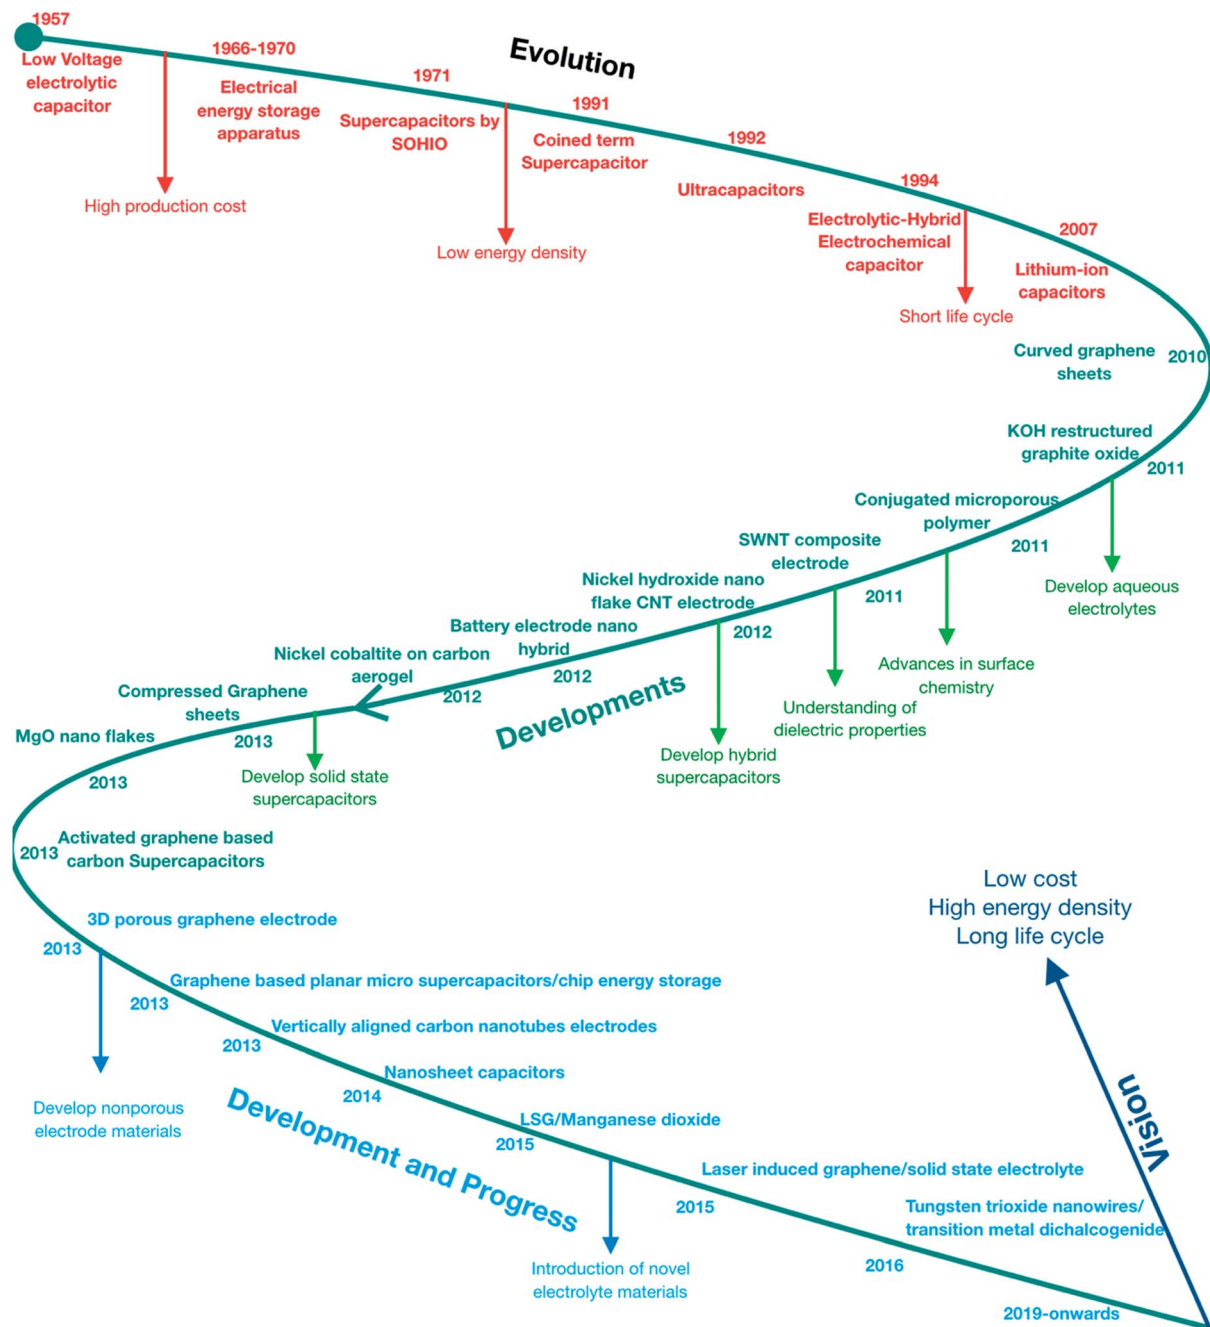 1957
Low Voltage
electrolytic
capacitor
High production cost
1966-1970
Electrical
energy storage
apparatus
1971
Supercapacitors by
SOHIO
Evolution
Low energy density
1991
Coined term
Supercapacitor
1992
Ultracapacitors
1994
Electrolytic-Hybrid
Electrochemical
capacitor
Short life cycle
2007
Lithium-ion
capacitors
Curved graphene
sheets
2010
KOH restructured
graphite oxide
2011
Develop aqueous
electrolytes
Conjugated microporous
polymer
2011
Advances in surface
chemistry
SWNT composite
electrode
2011
Understanding of
dielectric properties
Nickel hydroxide nano
flake CNT electrode
2012
Develop hybrid
supercapacitors
Battery electrode nano
hybrid
2012
Developments
Nickel cobaltite on carbon
aerogel
2012
Compressed Graphene
sheets
2013
Develop solid state
supercapacitors
MgO nano flakes
2013
Activated graphene based
carbon Supercapacitors
2013
3D porous graphene electrode
2013
Develop nonporous
electrode materials
Graphene based planar micro supercapacitors/chip energy storage
2013
Vertically aligned carbon nanotubes electrodes
2013
Nanosheet capacitors
2014
Development and Progress
LSG/Manganese dioxide
2015
Introduction of novel
electrolyte materials
Laser induced graphene/solid state electrolyte
2015
Tungsten trioxide nanowires/
transition metal dichalcogenide
2016
2019-onwards
Vision
Low cost
High energy density
Long life cycle